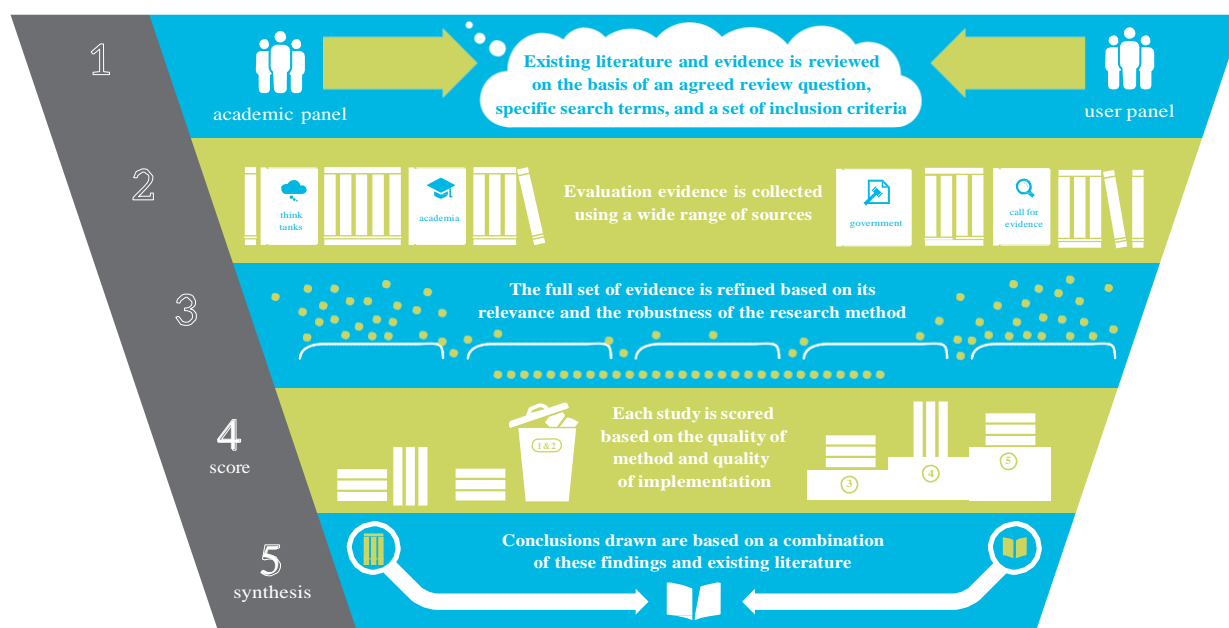 1
academic panel
Existing literature and evidence is reviewed
on the basis of an agreed review question,
specific search terms, and a set of inclusion criteria
user panel
2
think
tanks
academia
Evaluation evidence is collected
using a wide range of sources
government
call for
evidence
3
The full set of evidence is refined based on its
relevance and the robustness of the research method
4
score
1 & 2
Each study is scored
based on the quality of
method and quality
of implementation
3
4
5
5
synthesis
Conclusions drawn are based on a combination
of these findings and existing literature